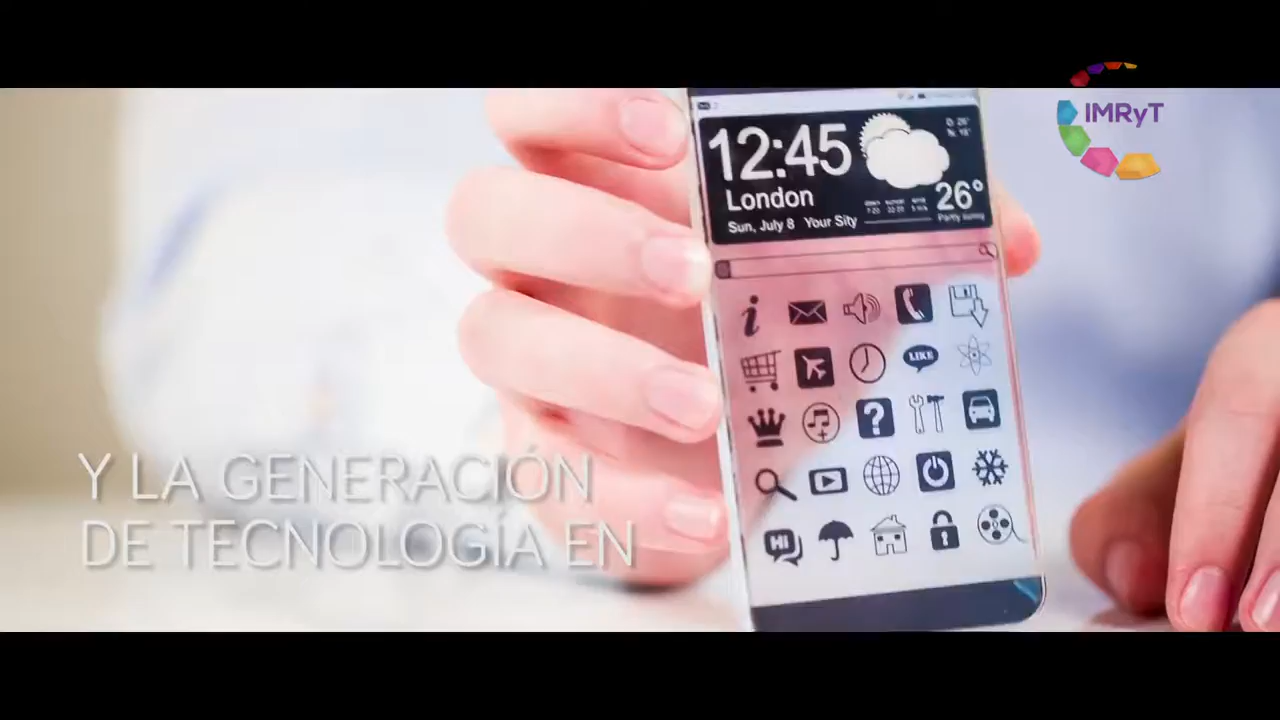 IMRyT
12:45
London
Sun, July 8 Your Sity
26°
Partly sunny
LIKE
HI
Y LA GENERACIÓN
DE TECNOLOGÍA EN